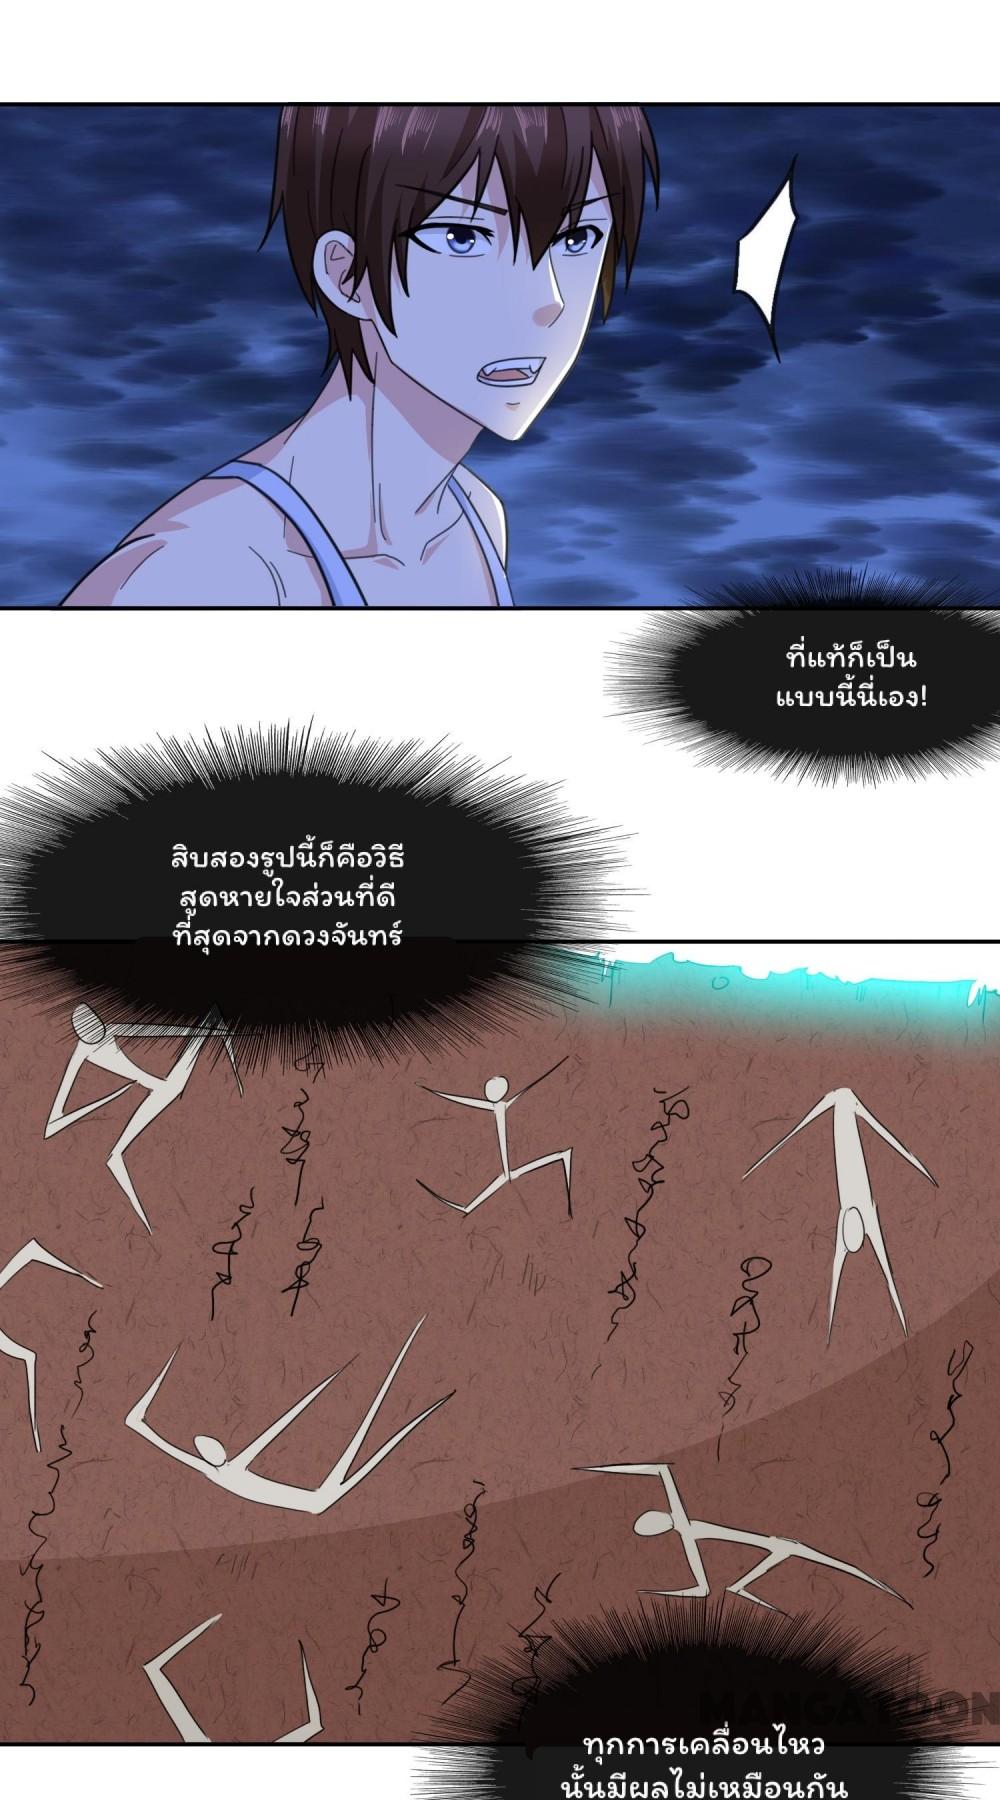 ที่แท้ก็เป็น
แบบนี้นี่เอง!
สิบสองรูปนี้ก็คือวิธี
สูดหายใจส่วนที่ดี
ที่สุดจากดวงจันทร์
MANGATOON
ทุกการเคลื่อนไหว
นั้นมีผลไม่เหมือนกัน